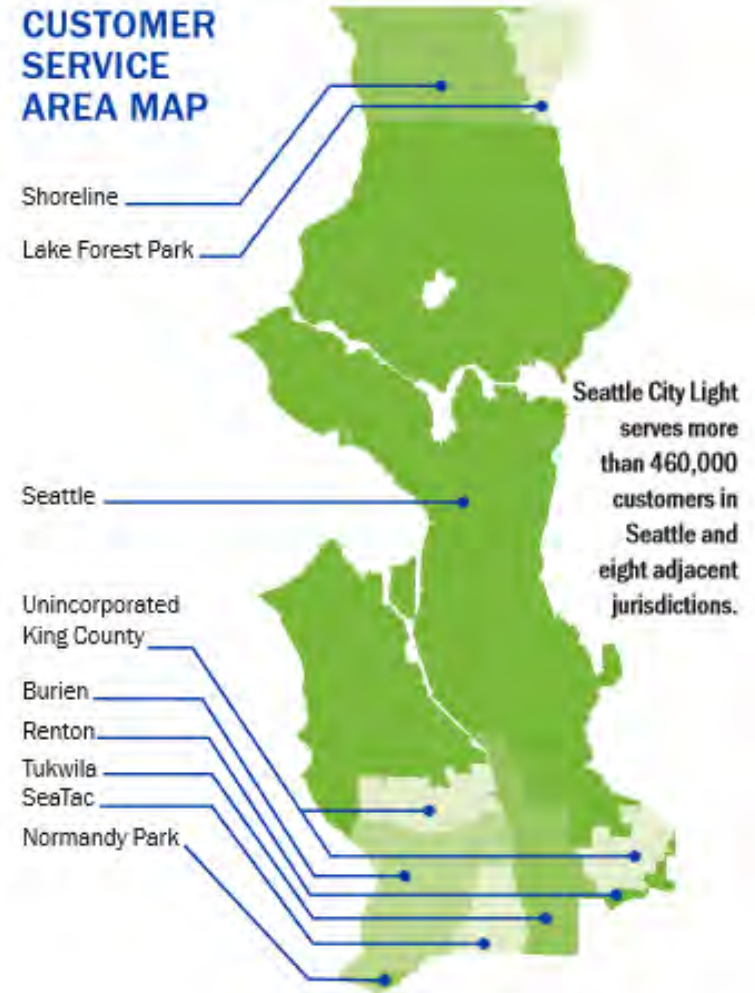 CUSTOMER
SERVICE
AREA MAP
Shoreline
Lake Forest Park
Seattle City Light
serves more
than 460,000
customers in
Seattle and
eight adjacent
jurisdictions.
Seattle
Unincorporated
King County
Burien
Renton
Tukwila
SeaTac
Normandy Park